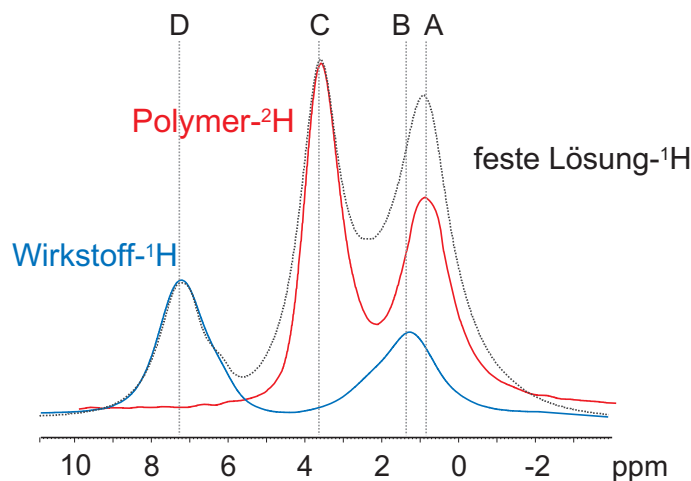 D C B A
Polymer-²H
feste Lösung-¹H
Wirkstoff-¹H
10 8 6 4 2 0 -2 ppm